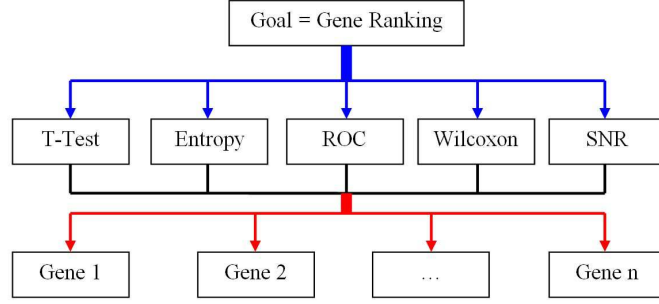 Goal = Gene Ranking
T-Test
Entropy
ROC
Wilcoxon
SNR
Gene 1
Gene 2
…
Gene n